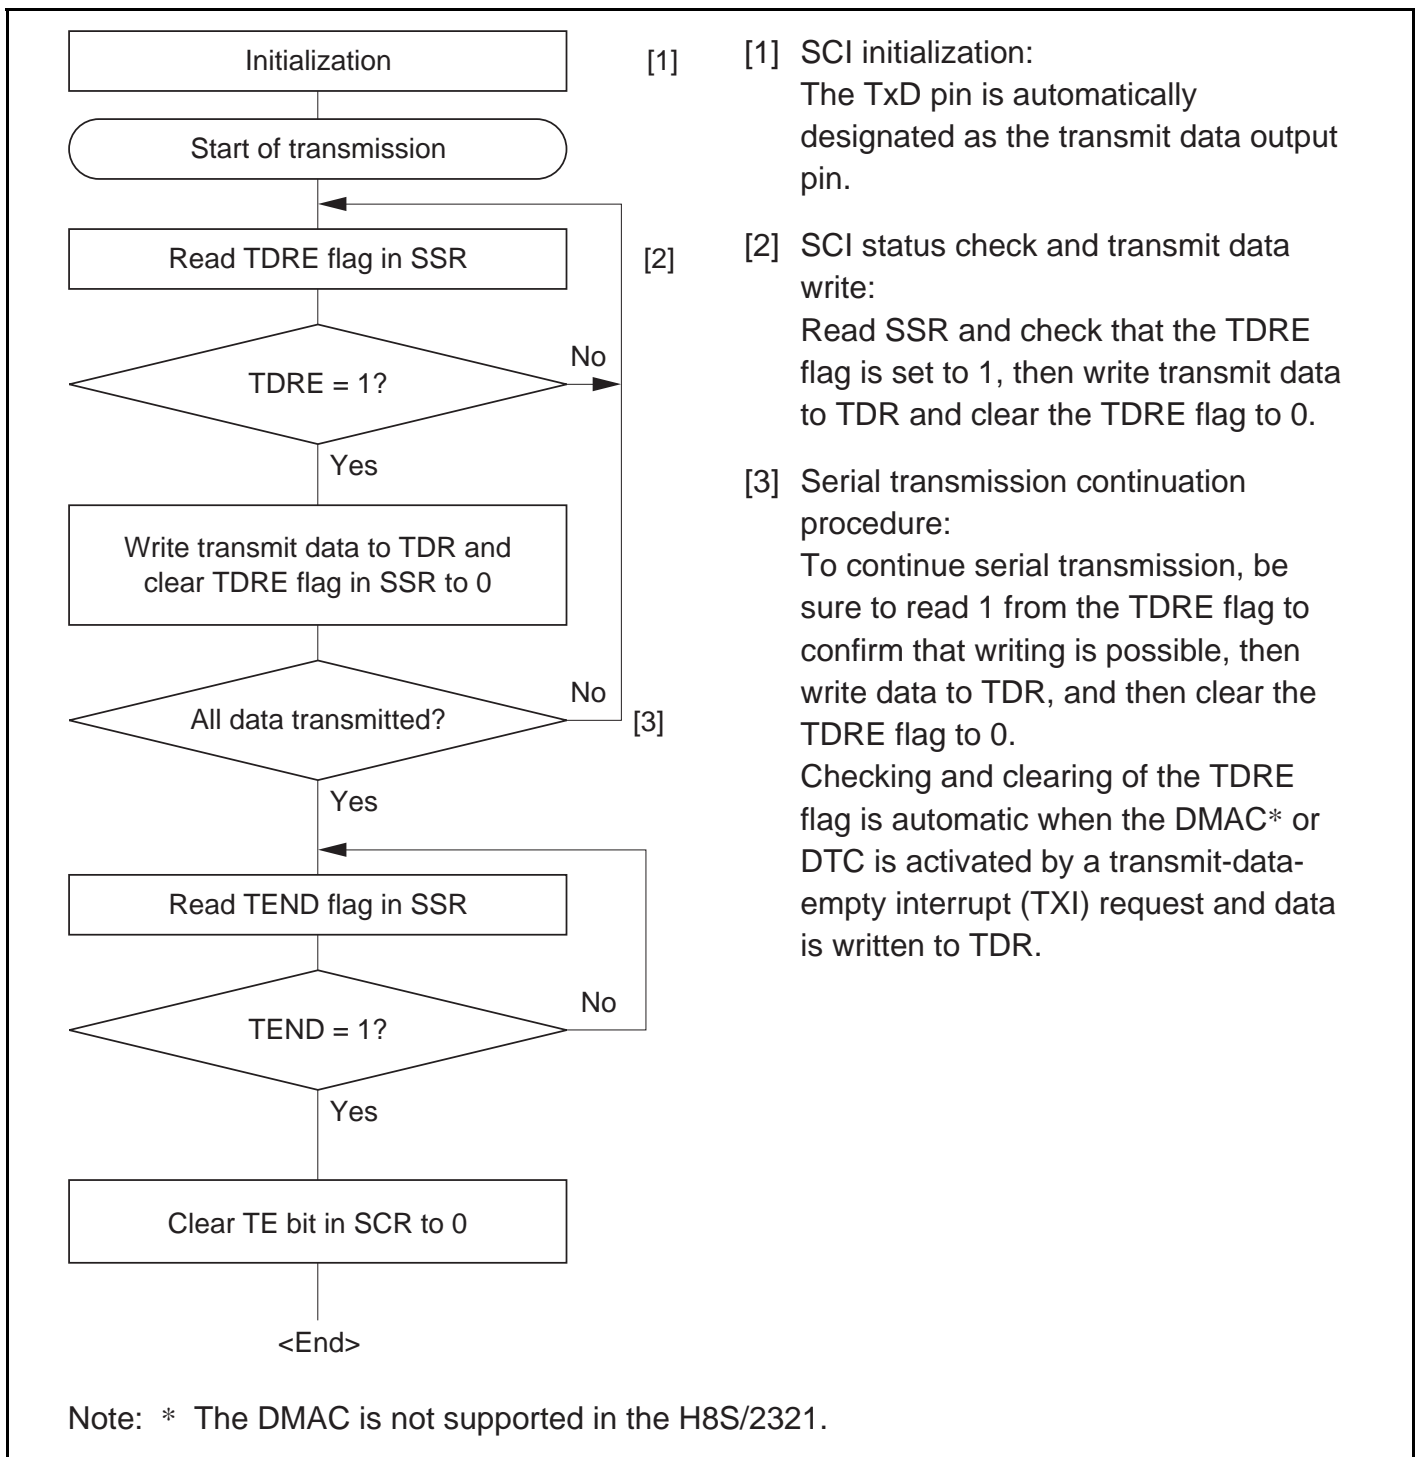 Initialization
[1]
Start of transmission
Read TDRE flag in SSR
[2]
TDRE = 1?
No
Yes
Write transmit data to TDR and
clear TDRE flag in SSR to 0
All data transmitted?
No
[3]
Yes
Read TEND flag in SSR
TEND = 1?
No
Yes
Clear TE bit in SCR to 0
<End>
[1] SCI initialization:
The TxD pin is automatically
designated as the transmit data output
pin.
[2] SCI status check and transmit data
write:
Read SSR and check that the TDRE
flag is set to 1, then write transmit data
to TDR and clear the TDRE flag to 0.
[3] Serial transmission continuation
procedure:
To continue serial transmission, be
sure to read 1 from the TDRE flag to
confirm that writing is possible, then
write data to TDR, and then clear the
TDRE flag to 0.
Checking and clearing of the TDRE
flag is automatic when the DMAC* or
DTC is activated by a transmit-data-
empty interrupt (TXI) request and data
is written to TDR.
Note: * The DMAC is not supported in the H8S/2321.